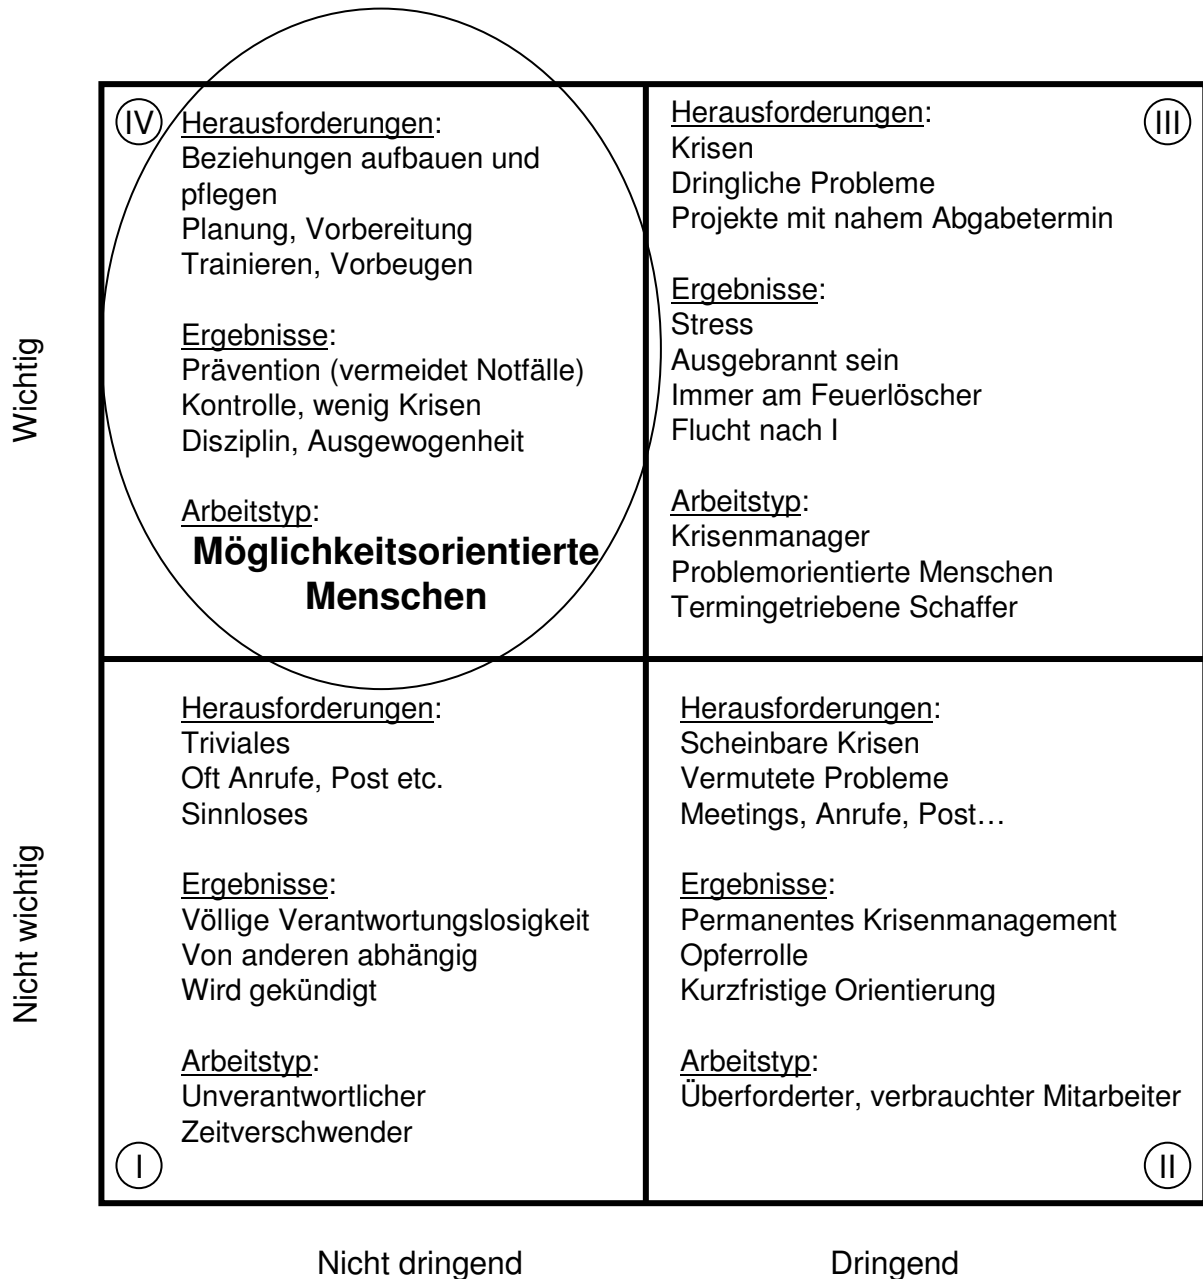 IV
Herausforderungen:
Beziehungen aufbauen und
pflegen
Planung, Vorbereitung
Trainieren, Vorbeugen
Ergebnisse:
Prävention (vermeidet Notfälle)
Kontrolle, wenig Krisen
Disziplin, Ausgewogenheit
Arbeitstyp:
Möglichkeitsorientierte
Menschen
III
Herausforderungen:
Krisen
Dringliche Probleme
Projekte mit nahem Abgabetermin
Ergebnisse:
Stress
Ausgebrannt sein
Immer am Feuerlöscher
Flucht nach I
Arbeitstyp:
Krisenmanager
Problemorientierte Menschen
Termingetriebene Schaffer
Wichtig
Herausforderungen:
Triviales
Oft Anrufe, Post etc.
Sinnloses
Ergebnisse:
Völlige Verantwortungslosigkeit
Von anderen abhängig
Wird gekündigt
Arbeitstyp:
Unverantwortlicher
Zeitverschwender
I
Herausforderungen:
Scheinbare Krisen
Vermutete Probleme
Meetings, Anrufe, Post…
Ergebnisse:
Permanentes Krisenmanagement
Opferrolle
Kurzfristige Orientierung
Arbeitstyp:
Überforderter, verbrauchter Mitarbeiter
II
Nicht wichtig
Nicht dringend
Dringend